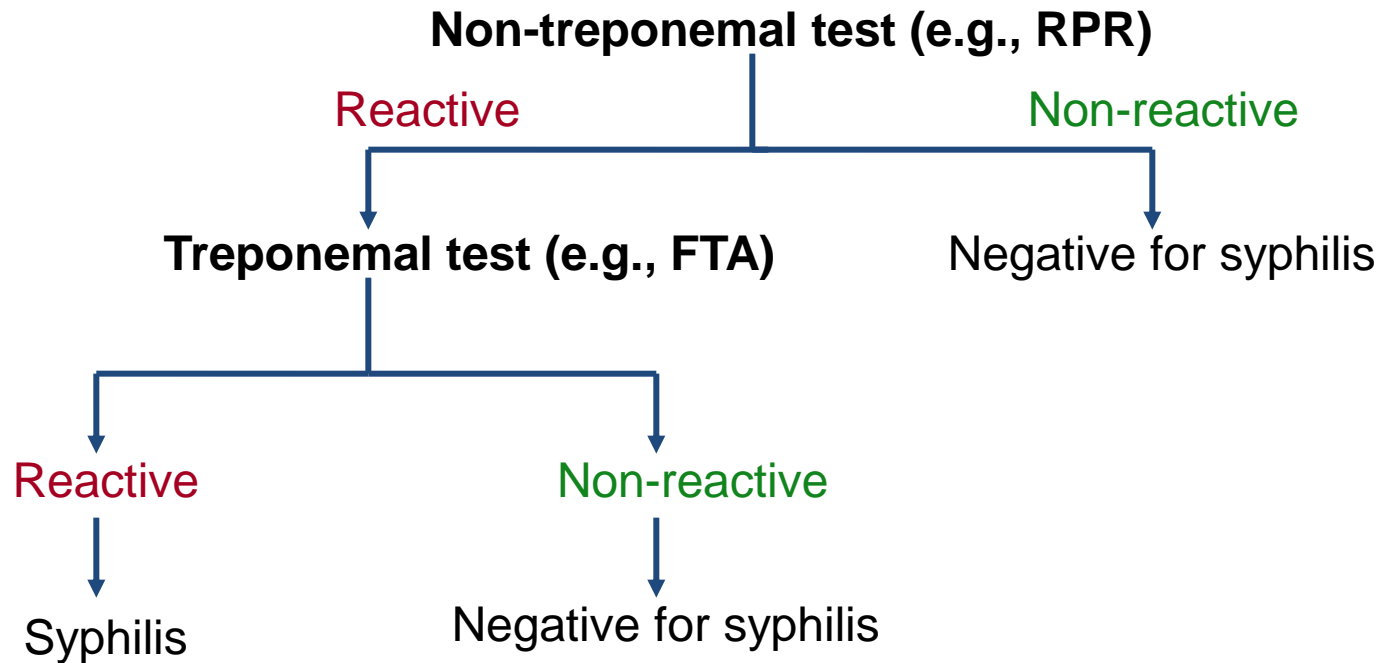 Non-treponemal test (e.g., RPR)
Reactive
Non-reactive
Treponemal test (e.g., FTA)
Negative for syphilis
Reactive
Non-reactive
Syphilis
Negative for syphilis